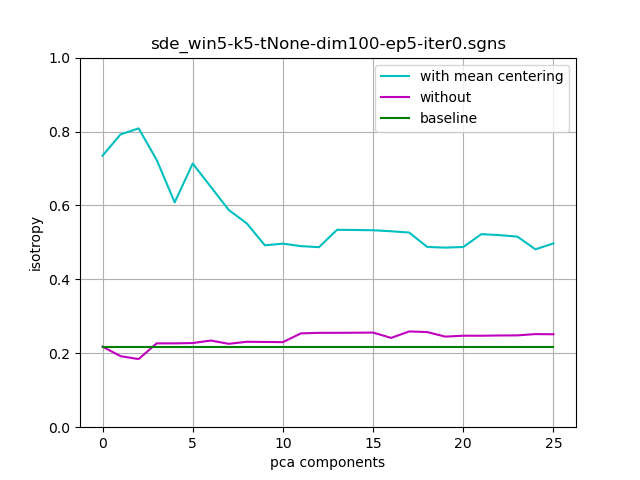 sde_win5-k5-tNone-dim100-ep5-iter0.sgns
1.0
0.8
0.6
0.4
0.2
0.0
isotropy
with mean centering
without
baseline
0 5 10 15 20 25
pca components